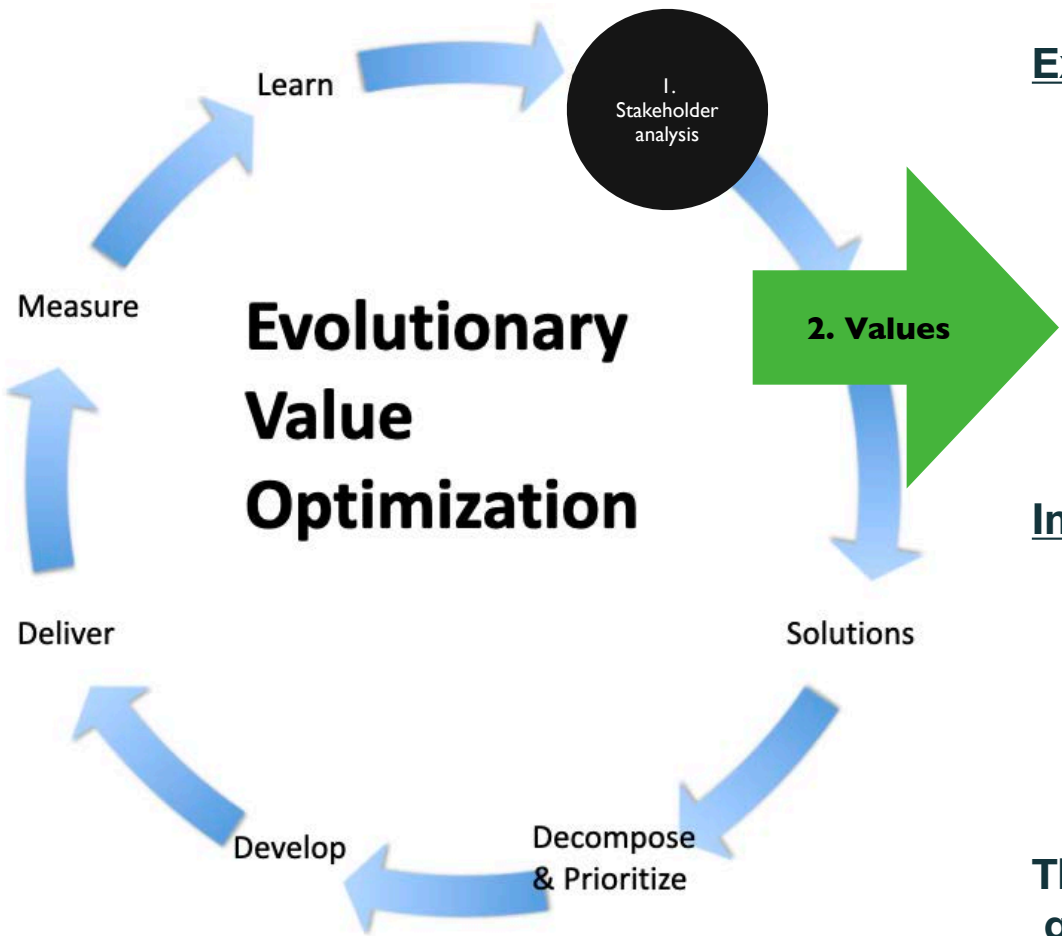 Learn
1.
Stakeholder
analysis
2. Values
Measure
Evolutionary
Value
Optimization
Deliver
Solutions
Develop
Decompose
& Prioritize